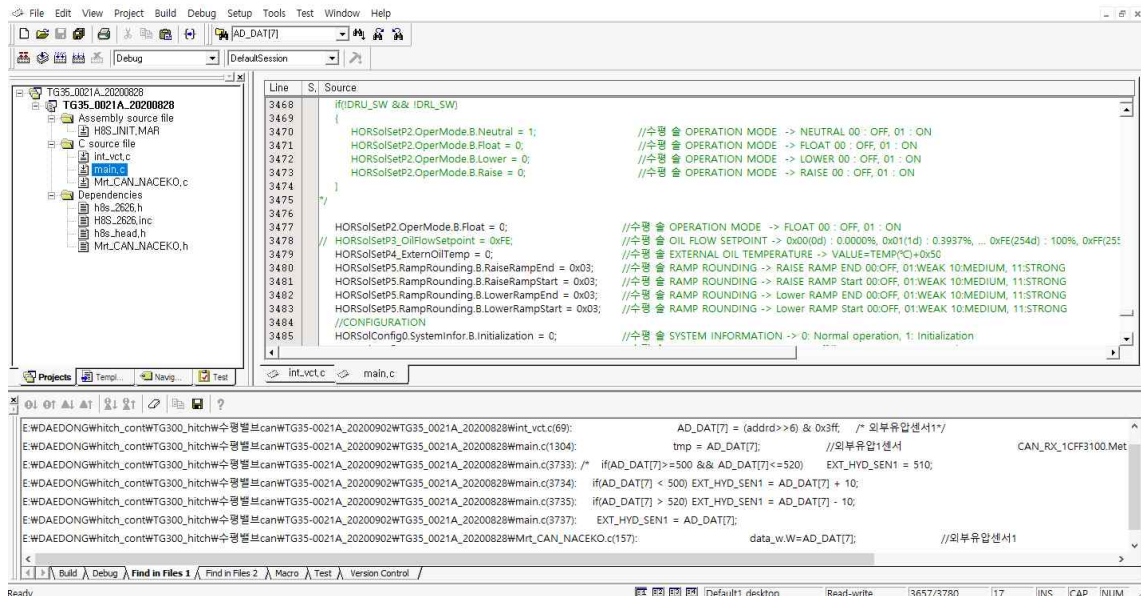 File Edit View Project Build Debug Setup Tools Test Window Help
AD_DAT[7]
Debug DefaultSession
TG35_0021A_20200828
TG35_0021A_20200828
Assembly source file
H8S_INIT,MAR
C source file
int_vct,c
main,c
Mrt_CAN_NACEKO,c
Dependencies
h8s_2626,h
H8S_2626,inc
h8s_head,h
Mrt_CAN_NACEKO,h
Projects Templ... Navig... Test
Line S, Source
3468 if(!DRU_SW && !DRL_SW)
3469 {
3470 HORSolSetP2.OperMode.B.Neutral = 1; //수평 솔 OPERATION MODE -> NEUTRAL 00 : OFF, 01 : ON
3471 HORSolSetP2.OperMode.B.Float = 0; //수평 솔 OPERATION MODE -> FLOAT 00 : OFF, 01 : ON
3472 HORSolSetP2.OperMode.B.Lower = 0; //수평 솔 OPERATION MODE -> LOWER 00 : OFF, 01 : ON
3473 HORSolSetP2.OperMode.B.Raise = 0; //수평 솔 OPERATION MODE -> RAISE 00 : OFF, 01 : ON
3474 }
3475 */
3476
3477 HORSolSetP2.OperMode.B.Float = 0; //수평 솔 OPERATION MODE -> FLOAT 00 : OFF, 01 : ON
3478 // HORSolSetP3_OilFlowSetpoint = 0xFE; //수평 솔 OIL FLOW SETPOINT -> 0x00(0d) : 0.0000%, 0x01(1d) : 0.3937%, ... 0xFE(254d) : 100%, 0xFF(255
3479 HORSolSetP4_ExternOilTemp = 0; //수평 솔 EXTERNAL OIL TEMPERATURE -> VALUE=TEMP(℃)+0x50
3480 HORSolSetP5.RampRounding.B.RaiseRampEnd = 0x03; //수평 솔 RAMP ROUNDING -> RAISE RAMP END 00:OFF, 01:WEAK 10:MEDIUM, 11:STRONG
3481 HORSolSetP5.RampRounding.B.RaiseRampStart = 0x03; //수평 솔 RAMP ROUNDING -> RAISE RAMP Start 00:OFF, 01:WEAK 10:MEDIUM, 11:STRONG
3482 HORSolSetP5.RampRounding.B.LowerRampEnd = 0x03; //수평 솔 RAMP ROUNDING -> Lower RAMP END 00:OFF, 01:WEAK 10:MEDIUM, 11:STRONG
3483 HORSolSetP5.RampRounding.B.LowerRampStart = 0x03; //수평 솔 RAMP ROUNDING -> Lower RAMP Start 00:OFF, 01:WEAK 10:MEDIUM, 11:STRONG
3484 //CONFIGURATION
3485 HORSolConfig0.SystemInfor.B.Initialization = 0; //수평 솔 SYSTEM INFORMATION -> 0: Normal operation, 1: Initialization
int_vct,c main,c
E:₩DAEDONG₩hitch_cont₩TG300_hitch₩수평밸브can₩TG35-0021A_20200902₩TG35_0021A_20200828₩int_vct.c(69): AD_DAT[7] = (addrd>>6) & 0x3ff; /* 외부유압센서1*/
E:₩DAEDONG₩hitch_cont₩TG300_hitch₩수평밸브can₩TG35-0021A_20200902₩TG35_0021A_20200828₩main.c(1304): tmp = AD_DAT[7]; //외부유압1센서 CAN_RX_1CFF3100.Met
E:₩DAEDONG₩hitch_cont₩TG300_hitch₩수평밸브can₩TG35-0021A_20200902₩TG35_0021A_20200828₩main.c(3733): /* if(AD_DAT[7]>=500 && AD_DAT[7]<=520) EXT_HYD_SEN1 = 510;
E:₩DAEDONG₩hitch_cont₩TG300_hitch₩수평밸브can₩TG35-0021A_20200902₩TG35_0021A_20200828₩main.c(3734): if(AD_DAT[7] < 500) EXT_HYD_SEN1 = AD_DAT[7] + 10;
E:₩DAEDONG₩hitch_cont₩TG300_hitch₩수평밸브can₩TG35-0021A_20200902₩TG35_0021A_20200828₩main.c(3735): if(AD_DAT[7] > 520) EXT_HYD_SEN1 = AD_DAT[7] - 10;
E:₩DAEDONG₩hitch_cont₩TG300_hitch₩수평밸브can₩TG35-0021A_20200902₩TG35_0021A_20200828₩main.c(3737): EXT_HYD_SEN1 = AD_DAT[7];
E:₩DAEDONG₩hitch_cont₩TG300_hitch₩수평밸브can₩TG35-0021A_20200902₩TG35_0021A_20200828₩Mrt_CAN_NACEKO.c(157): data_w.W=AD_DAT[7]; //외부유압센서1
Build Debug Find in Files 1 Find in Files 2 Macro Test Version Control
Ready Default1 desktop Read-write 3657/3780 17 INS CAP NUM